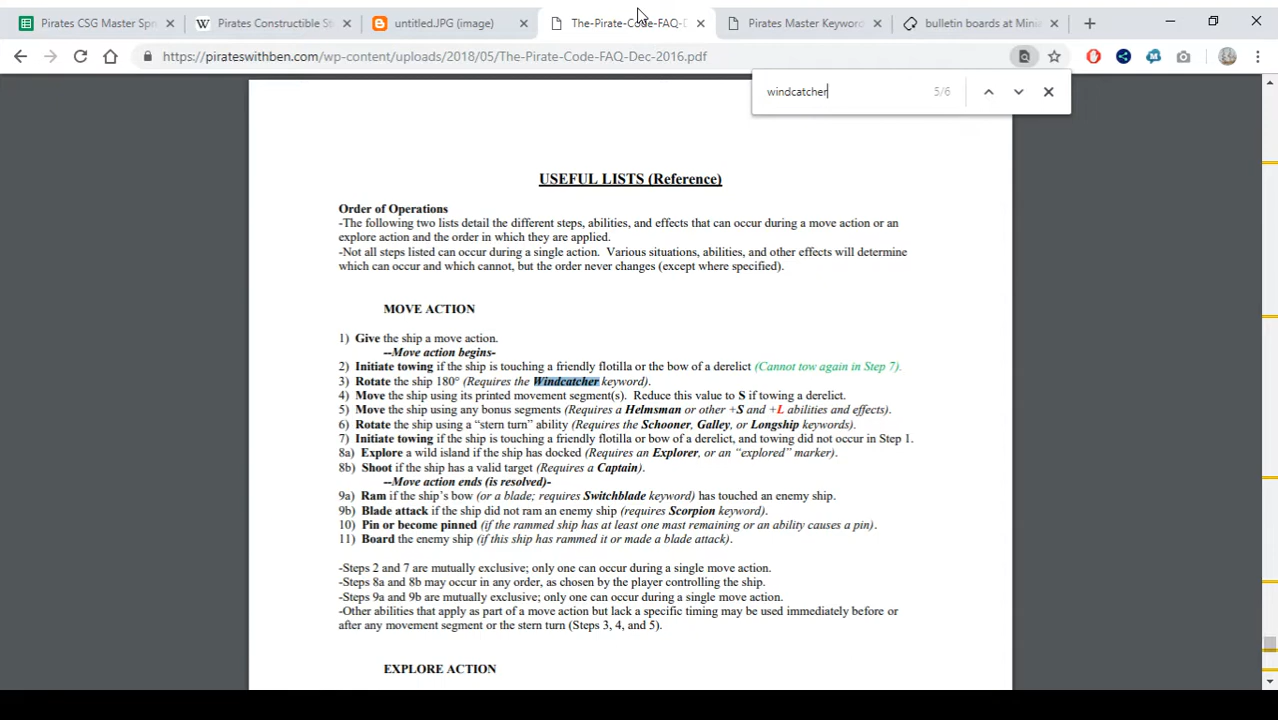 Pirates CSG Master Spr
Pirates Constructible St
untitled.JPG (image)
The-Pirate-Code-FAQ-D
Pirates Master Keyword
bulletin boards at Minia
https://pirateswithben.com/wp-content/uploads/2018/05/The-Pirate-Code-FAQ-Dec-2016.pdf
windcatcher 5/6
USEFUL LISTS (Reference)
Order of Operations
-The following two lists detail the different steps, abilities, and effects that can occur during a move action or an
explore action and the order in which they are applied.
-Not all steps listed can occur during a single action. Various situations, abilities, and other effects will determine
which can occur and which cannot, but the order never changes (except where specified).
MOVE ACTION
1) Give the ship a move action.
--Move action begins-
2) Initiate towing if the ship is touching a friendly flotilla or the bow of a derelict (Cannot tow again in Step 7).
3) Rotate the ship 180° (Requires the Windcatcher keyword).
4) Move the ship using its printed movement segment(s). Reduce this value to S if towing a derelict.
5) Move the ship using any bonus segments (Requires a Helmsman or other +S and +L abilities and effects).
6) Rotate the ship using a “stern turn” ability (Requires the Schooner, Galley, or Longship keywords).
7) Initiate towing if the ship is touching a friendly flotilla or bow of a derelict, and towing did not occur in Step 1.
8a) Explore a wild island if the ship has docked (Requires an Explorer, or an “explored” marker).
8b) Shoot if the ship has a valid target (Requires a Captain).
--Move action ends (is resolved)-
9a) Ram if the ship’s bow (or a blade; requires Switchblade keyword) has touched an enemy ship.
9b) Blade attack if the ship did not ram an enemy ship (requires Scorpion keyword).
10) Pin or become pinned (if the rammed ship has at least one mast remaining or an ability causes a pin).
11) Board the enemy ship (if this ship has rammed it or made a blade attack).
-Steps 2 and 7 are mutually exclusive; only one can occur during a single move action.
-Steps 8a and 8b may occur in any order, as chosen by the player controlling the ship.
-Steps 9a and 9b are mutually exclusive; only one can occur during a single move action.
-Other abilities that apply as part of a move action but lack a specific timing may be used immediately before or
after any movement segment or the stern turn (Steps 3, 4, and 5).
EXPLORE ACTION